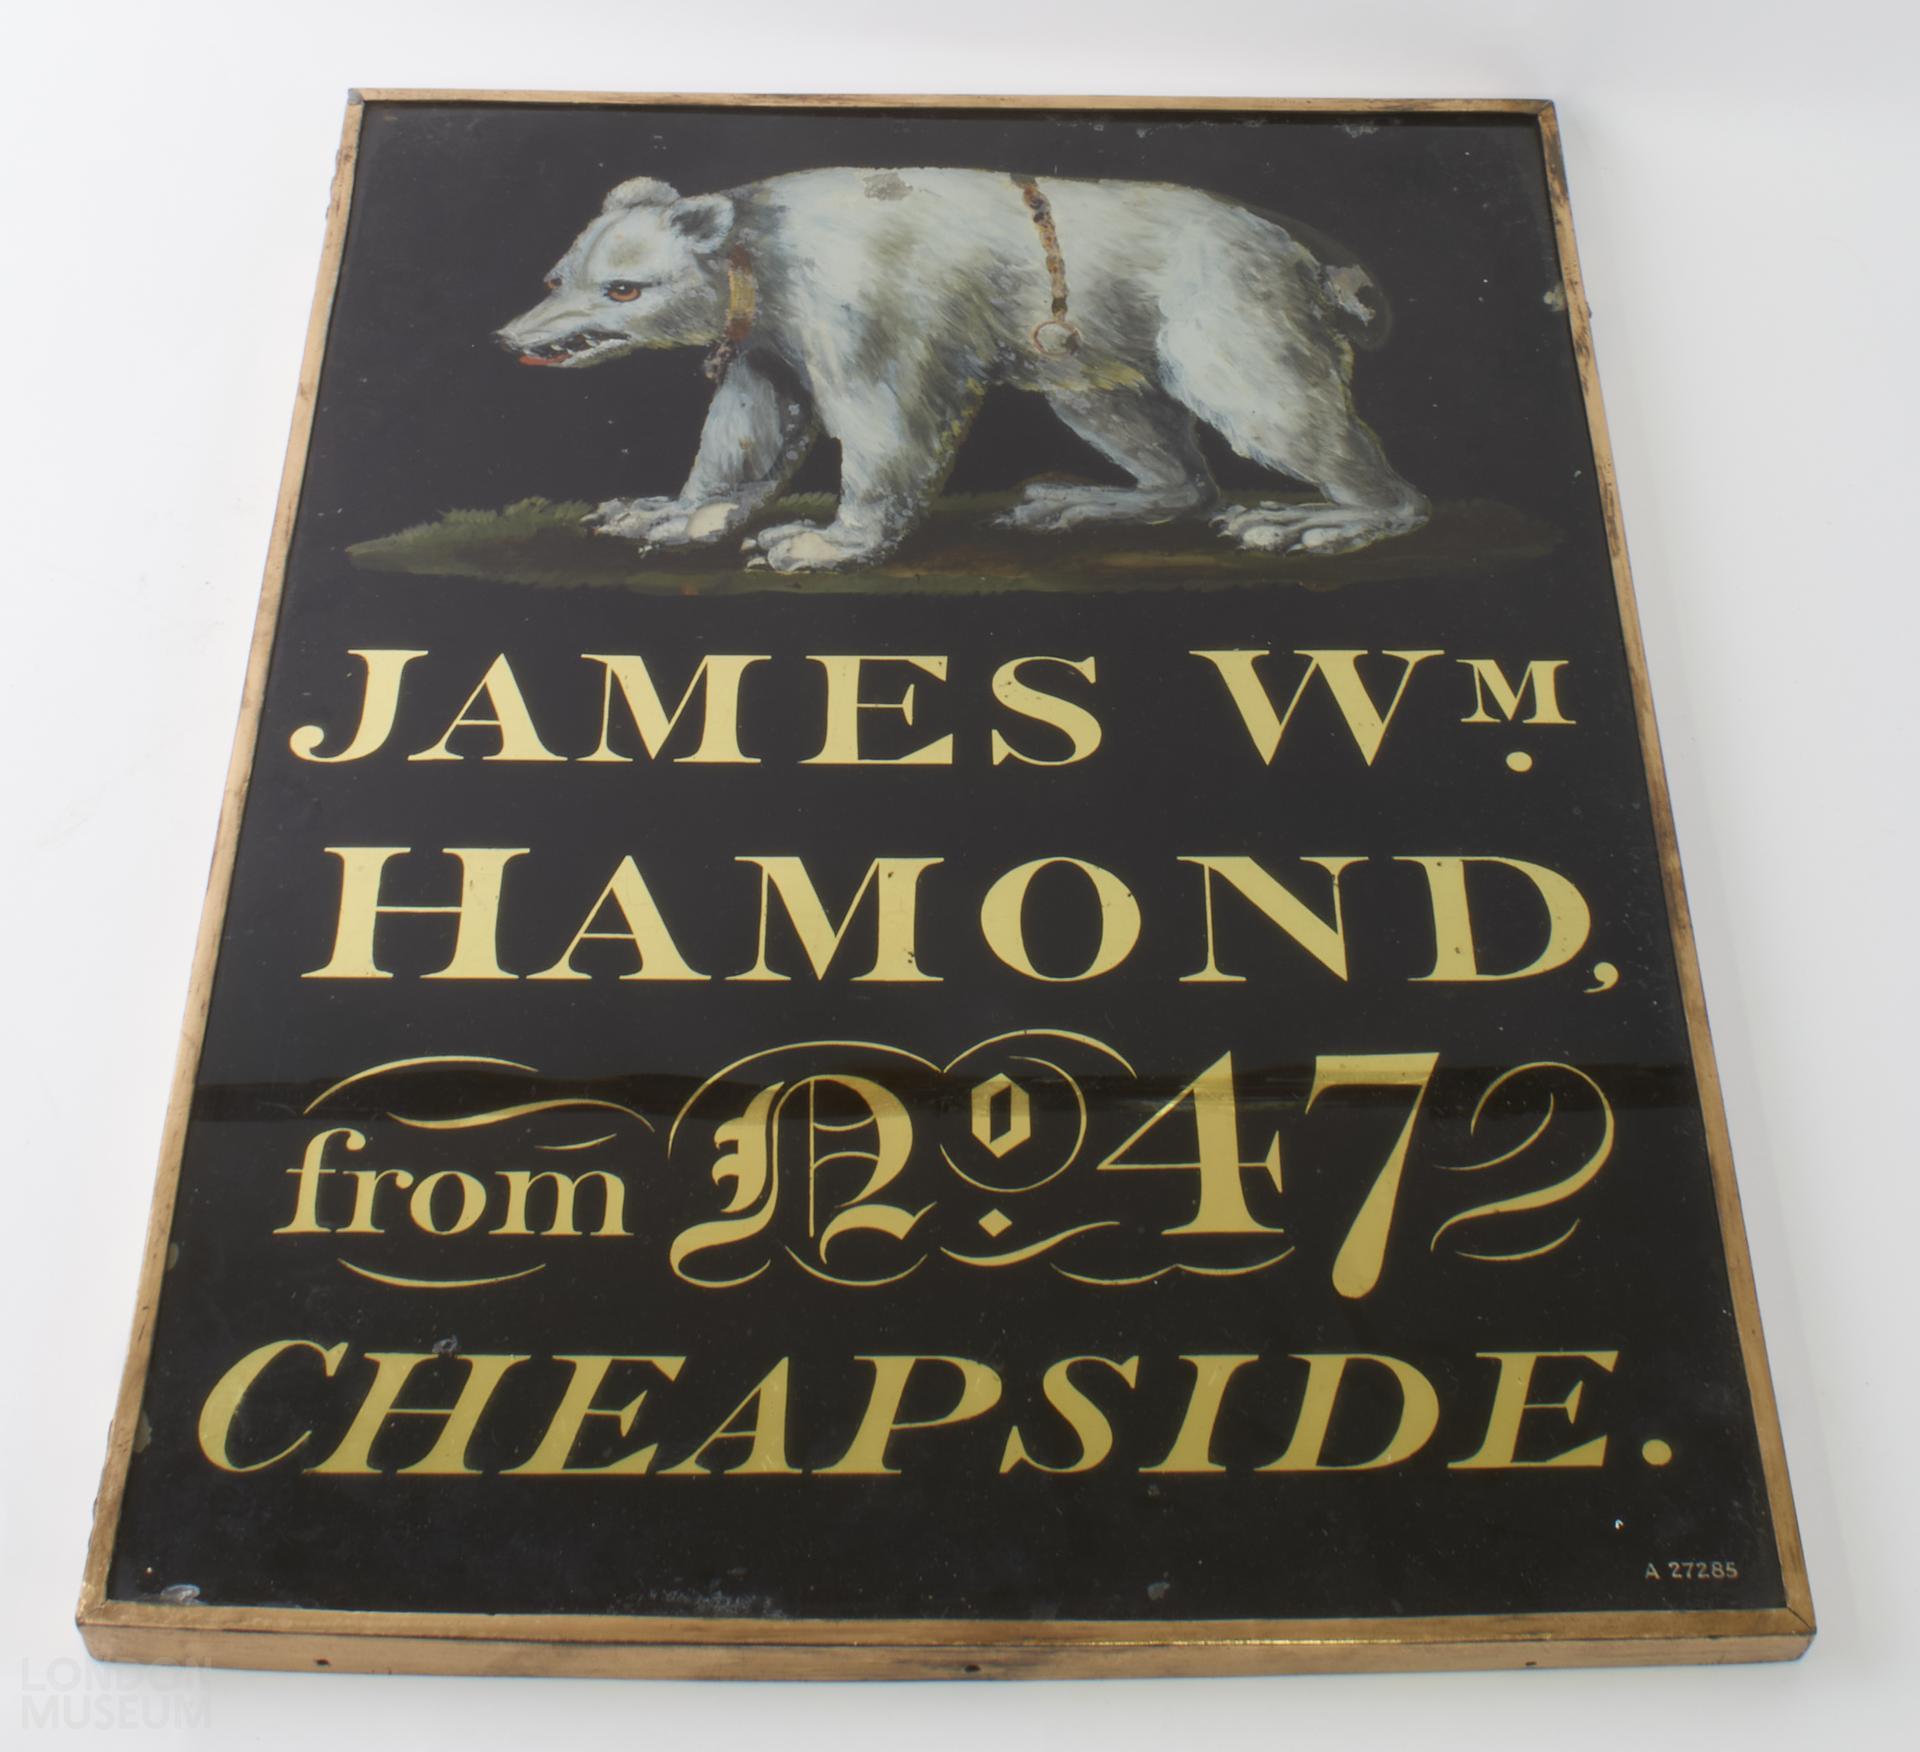 JAMES WM.
HAMOND,
from No. 47
CHEAPSIDE.
A 27285
LONDON
MUSEUM